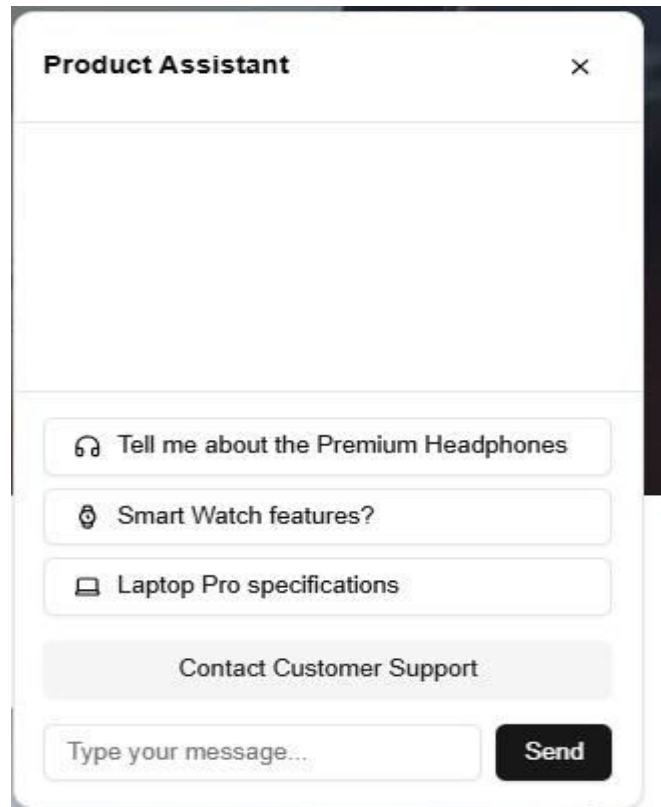 Product Assistant
Tell me about the Premium Headphones
Smart Watch features?
Laptop Pro specifications
Contact Customer Support
Type your message...
Send